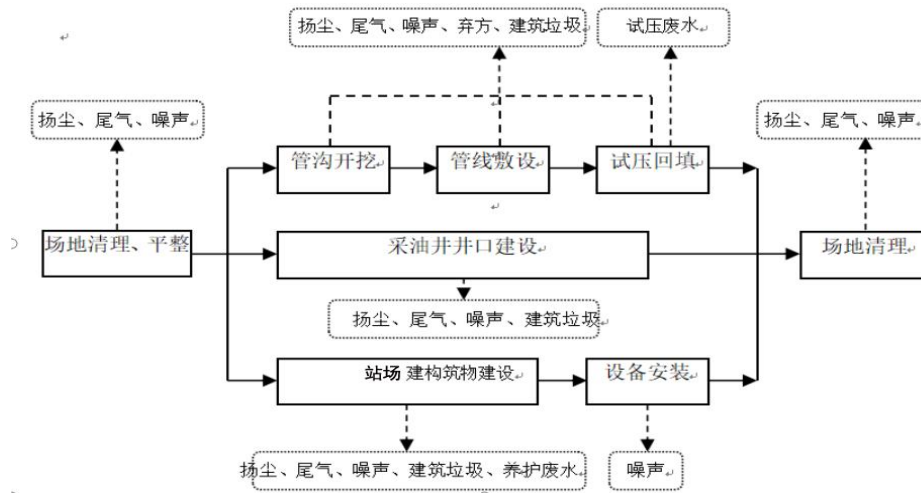 扬尘、尾气、噪声、弃方、建筑垃圾
试压废水
扬尘、尾气、噪声
扬尘、尾气、噪声
管沟开挖
管线敷设
试压回填
场地清理、平整
采油井井口建设
场地清理
扬尘、尾气、噪声、建筑垃圾
站场 建构筑物建设
设备安装
扬尘、尾气、噪声、建筑垃圾、养护废水
噪声